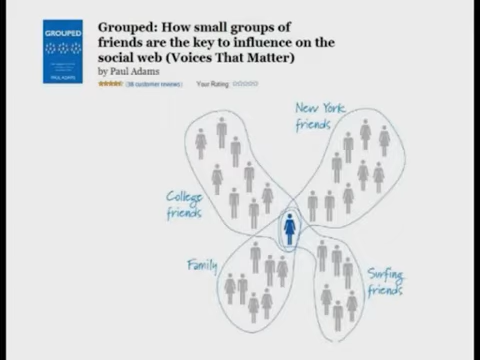 GROUPED
PAUL ADAMS
Grouped: How small groups of
friends are the key to influence on the
social web (Voices That Matter)
by Paul Adams
(38 customer reviews)
Your Rating
New York
friends
College
friends
Family
Surfing
friends